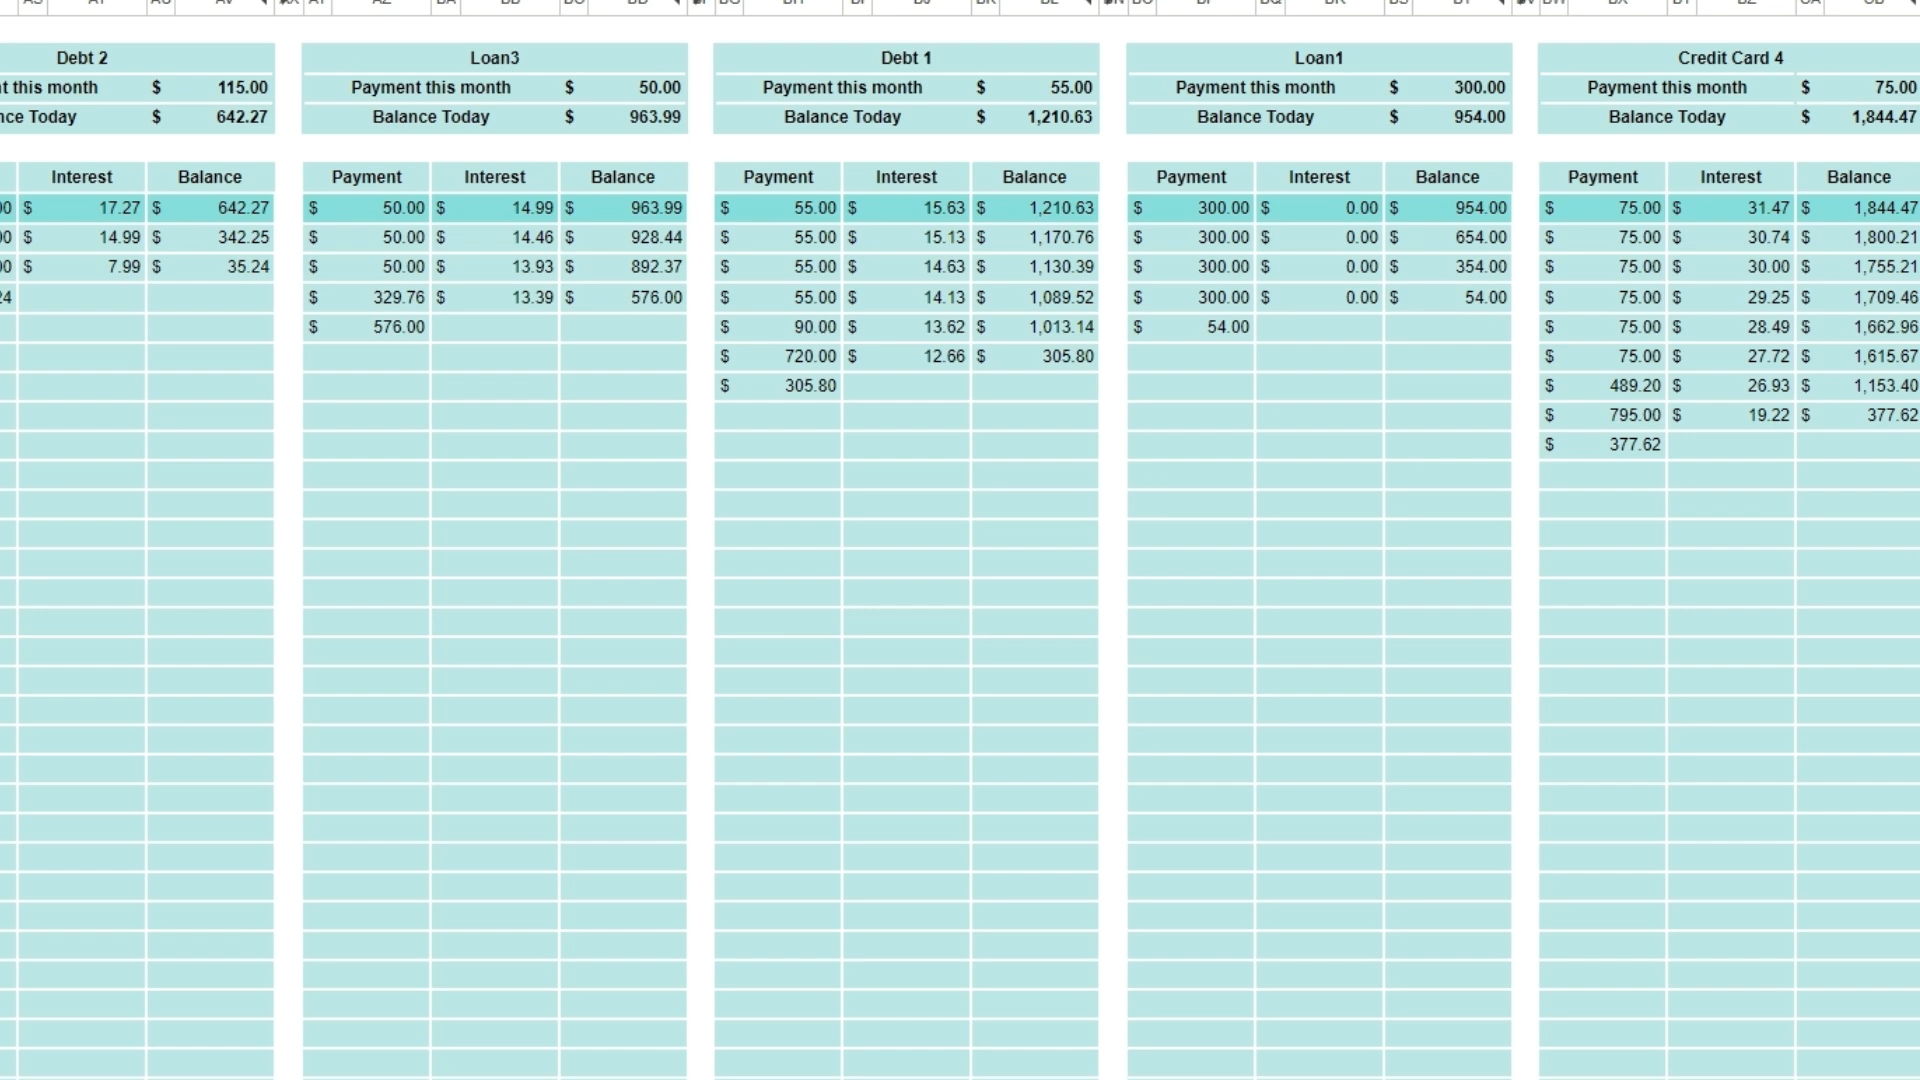 Debt 2 Loan3 Debt 1 Loan1 Credit Card 4
this month $ 115.00 Payment this month $ 50.00 Payment this month $ 55.00 Payment this month $ 300.00 Payment this month $ 75.00
Today $ 642.27 Balance Today $ 963.99 Balance Today $ 1,210.63 Balance Today $ 954.00 Balance Today $ 1,844.47
Interest Balance Payment Interest Balance Payment Interest Balance Payment Interest Balance Payment Interest Balance
$ 17.27 $ 642.27 $ 50.00 $ 14.99 $ 963.99 $ 55.00 $ 15.63 $ 1,210.63 $ 300.00 $ 0.00 $ 954.00 $ 75.00 $ 31.47 $ 1,844.47
$ 14.99 $ 342.25 $ 50.00 $ 14.46 $ 928.44 $ 55.00 $ 15.13 $ 1,170.76 $ 300.00 $ 0.00 $ 654.00 $ 75.00 $ 30.74 $ 1,800.21
$ 7.99 $ 35.24 $ 50.00 $ 13.93 $ 892.37 $ 55.00 $ 14.63 $ 1,130.39 $ 300.00 $ 0.00 $ 354.00 $ 75.00 $ 30.00 $ 1,755.21
$ 329.76 $ 13.39 $ 576.00 $ 55.00 $ 14.13 $ 1,089.52 $ 300.00 $ 0.00 $ 54.00 $ 75.00 $ 29.25 $ 1,709.46
$ 576.00 $ 90.00 $ 13.62 $ 1,013.14 $ 54.00 $ 75.00 $ 28.49 $ 1,662.96
$ 720.00 $ 12.66 $ 305.80 $ 75.00 $ 27.72 $ 1,615.67
$ 305.80 $ 489.20 $ 26.93 $ 1,153.40
$ 795.00 $ 19.22 $ 377.62
$ 377.62